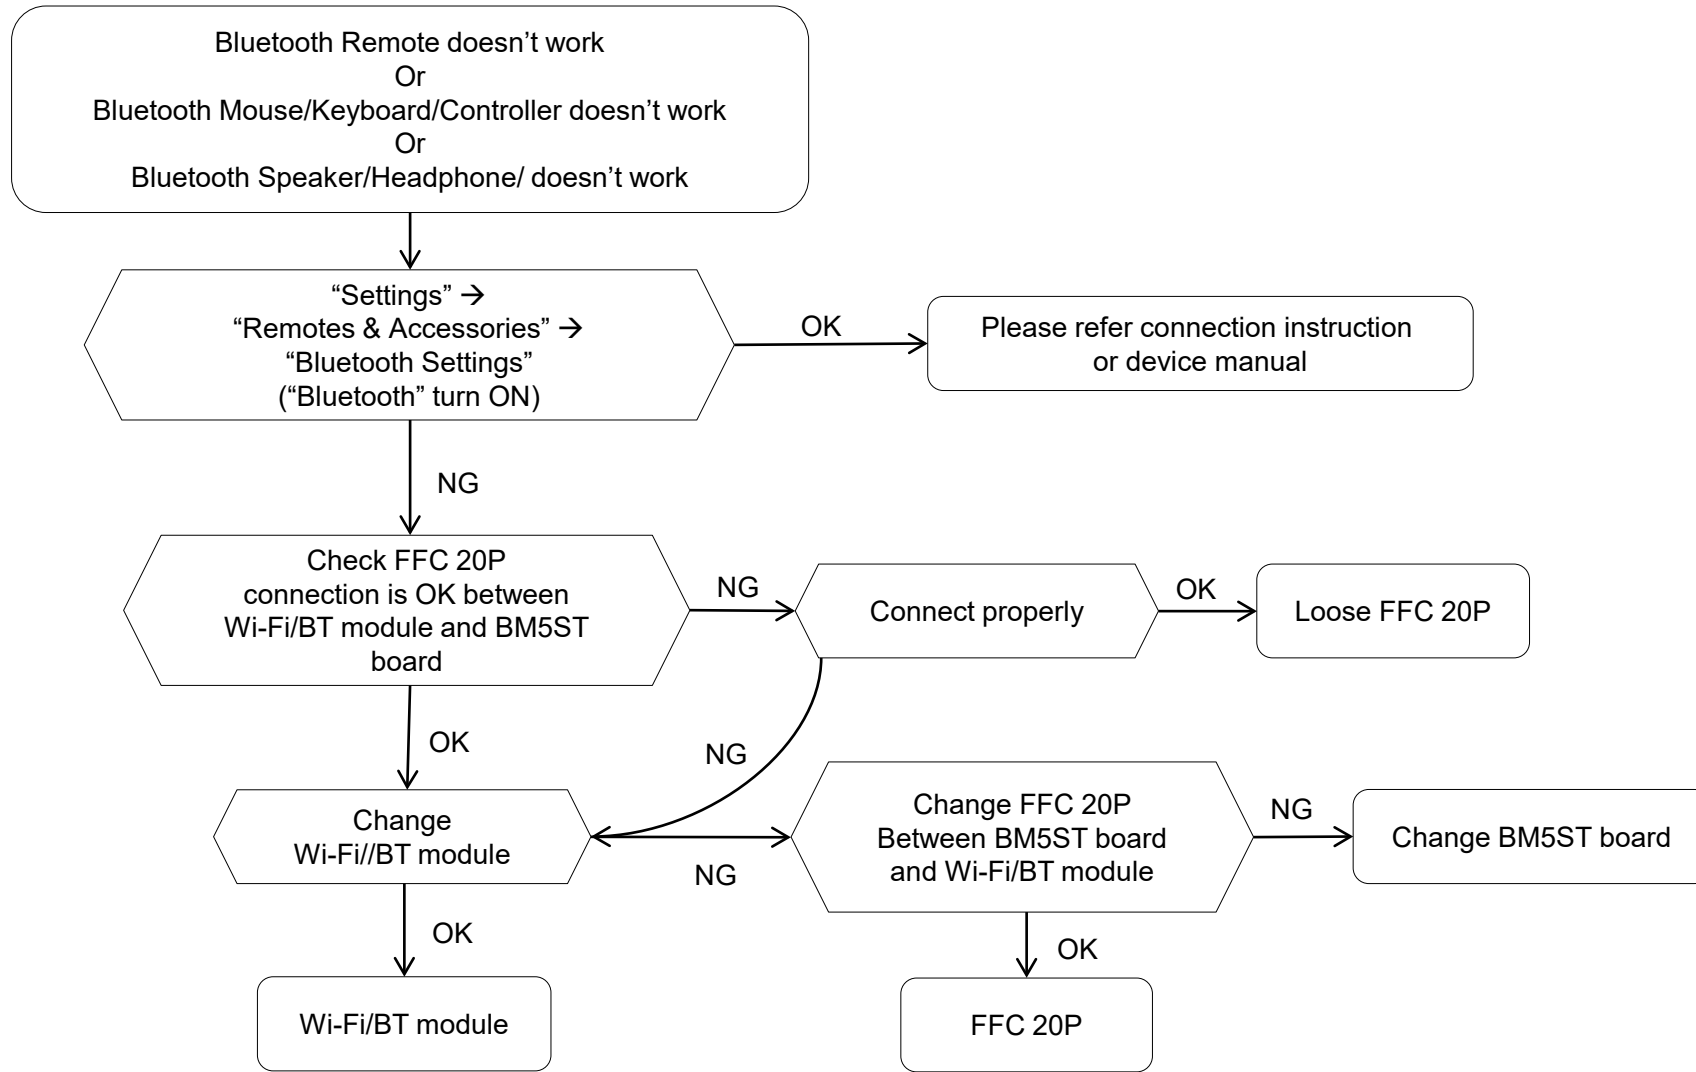 Bluetooth Remote doesn’t work
Or
Bluetooth Mouse/Keyboard/Controller doesn’t work
Or
Bluetooth Speaker/Headphone/ doesn’t work
“Settings” →
“Remotes & Accessories” →
“Bluetooth Settings”
(“Bluetooth” turn ON)
OK
Please refer connection instruction
or device manual
NG
Check FFC 20P
connection is OK between
Wi-Fi/BT module and BM5ST
board
NG
Connect properly
OK
Loose FFC 20P
OK
NG
Change
Wi-Fi//BT module
NG
Change FFC 20P
Between BM5ST board
and Wi-Fi/BT module
NG
Change BM5ST board
OK
Wi-Fi/BT module
OK
FFC 20P